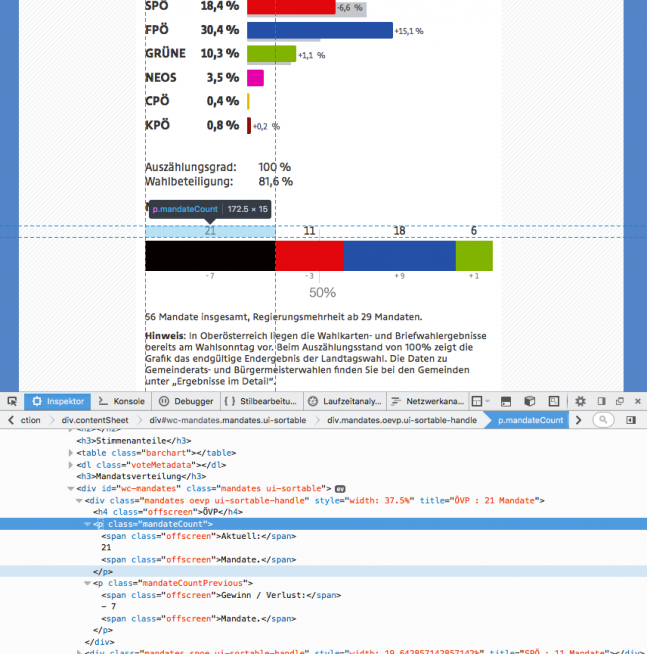 SPÖ 18,4 % -6,6 %
FPÖ 30,4 % +15,1 %
GRÜNE 10,3 % +1,1 %
NEOS 3,5 %
CPÖ 0,4 %
KPÖ 0,8 % +0,2 %
Auszählungsgrad: 100 %
Wahlbeteiligung: 81,6 %
p.mandateCount | 172.5 × 15
21 11 18 6
-7 -3 +9 +1
50%
56 Mandate insgesamt, Regierungsmehrheit ab 29 Mandaten.
Hinweis: In Oberösterreich liegen die Wahlkarten- und Briefwahlergebnisse
bereits am Wahlsonntag vor. Beim Auszählungsstand von 100% zeigt die
Grafik das endgültige Endergebnis der Landtagswahl. Die Daten zu
Gemeinderats- und Bürgermeisterwahlen finden Sie bei den Gemeinden
unter „Ergebnisse im Detail“.
Inspektor Konsole Debugger { } Stilbearbeitu... Laufzeitanaly... Netzwerkana...
ction div.contentSheet div#wc-mandates.mandates.ui-sortable div.mandates.oevp.ui-sortable-handle p.mandateCount
<h2></h2>
<h3>Stimmenanteile</h3>
<table class="barchart"></table>
<dl class="voteMetadata"></dl>
<h3>Mandatsverteilung</h3>
<div id="wc-mandates" class="mandates ui-sortable"> ev
<div class="mandates oevp ui-sortable-handle" style="width: 37.5%" title="ÖVP : 21 Mandate">
<h4 class="offscreen">ÖVP</h4>
<p class="mandateCount">
<span class="offscreen">Aktuell:</span>
21
<span class="offscreen">Mandate.</span>
</p>
<p class="mandateCountPrevious">
<span class="offscreen">Gewinn / Verlust:</span>
– 7
<span class="offscreen">Mandate.</span>
</p>
</div>
<div class="mandates spoe ui-sortable-handle" style="width: 19.642857142857142%" title="SPÖ : 11 Mandate"></div>